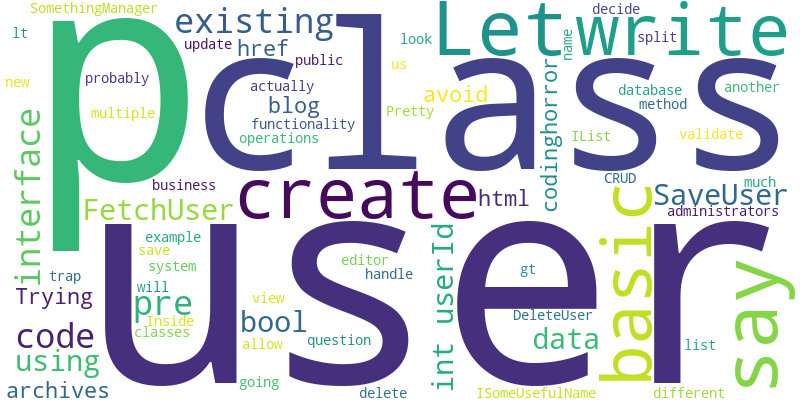 SomethingManager
existing
Let
write
decide
split
name
lt
update
href
public
look
us
p
class
new
probably
actually
multiple
blog
avoid
Pretty
functionality
operations
codinghorror
database
another
method
IList
validate
interface
business
create
html
CRUD
much
SaveUser
administrators
FetchUser
basic
say
user
int userId
example
system
trap
will
save
editor
handle
gt
Trying
pre
view
Inside
classes
code
bool
DeleteUser
data
question
list
allow
using
going
archives
delete
ISomeUsefulName
different